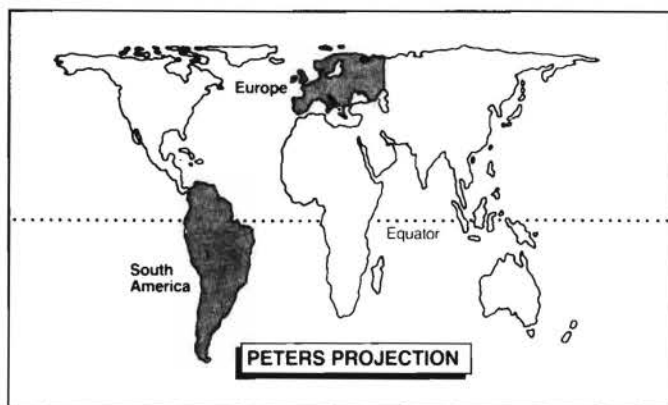 Europe
Equator
South
America
PETERS PROJECTION